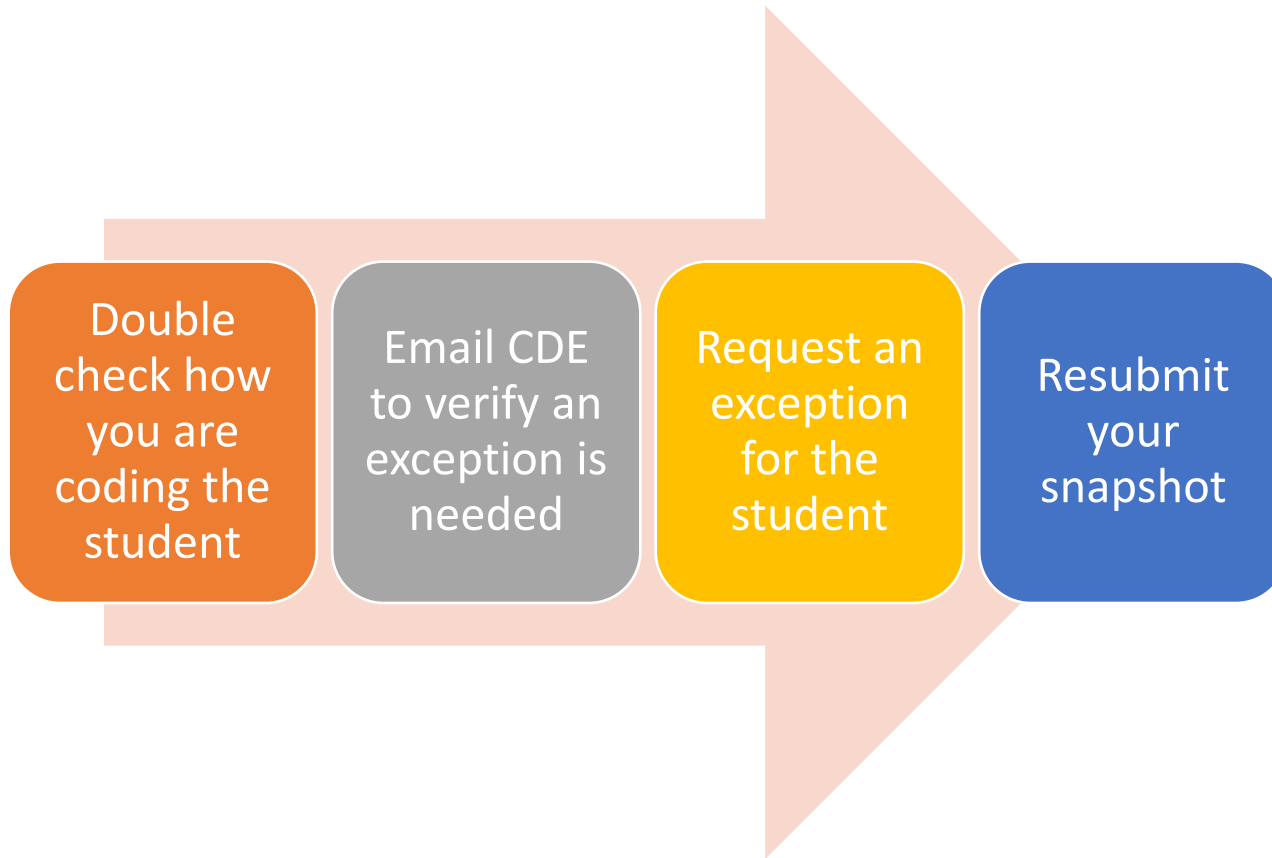 Double
check how
you are
coding the
student
Email CDE
to verify an
exception is
needed
Request an
exception
for the
student
Resubmit
your
snapshot